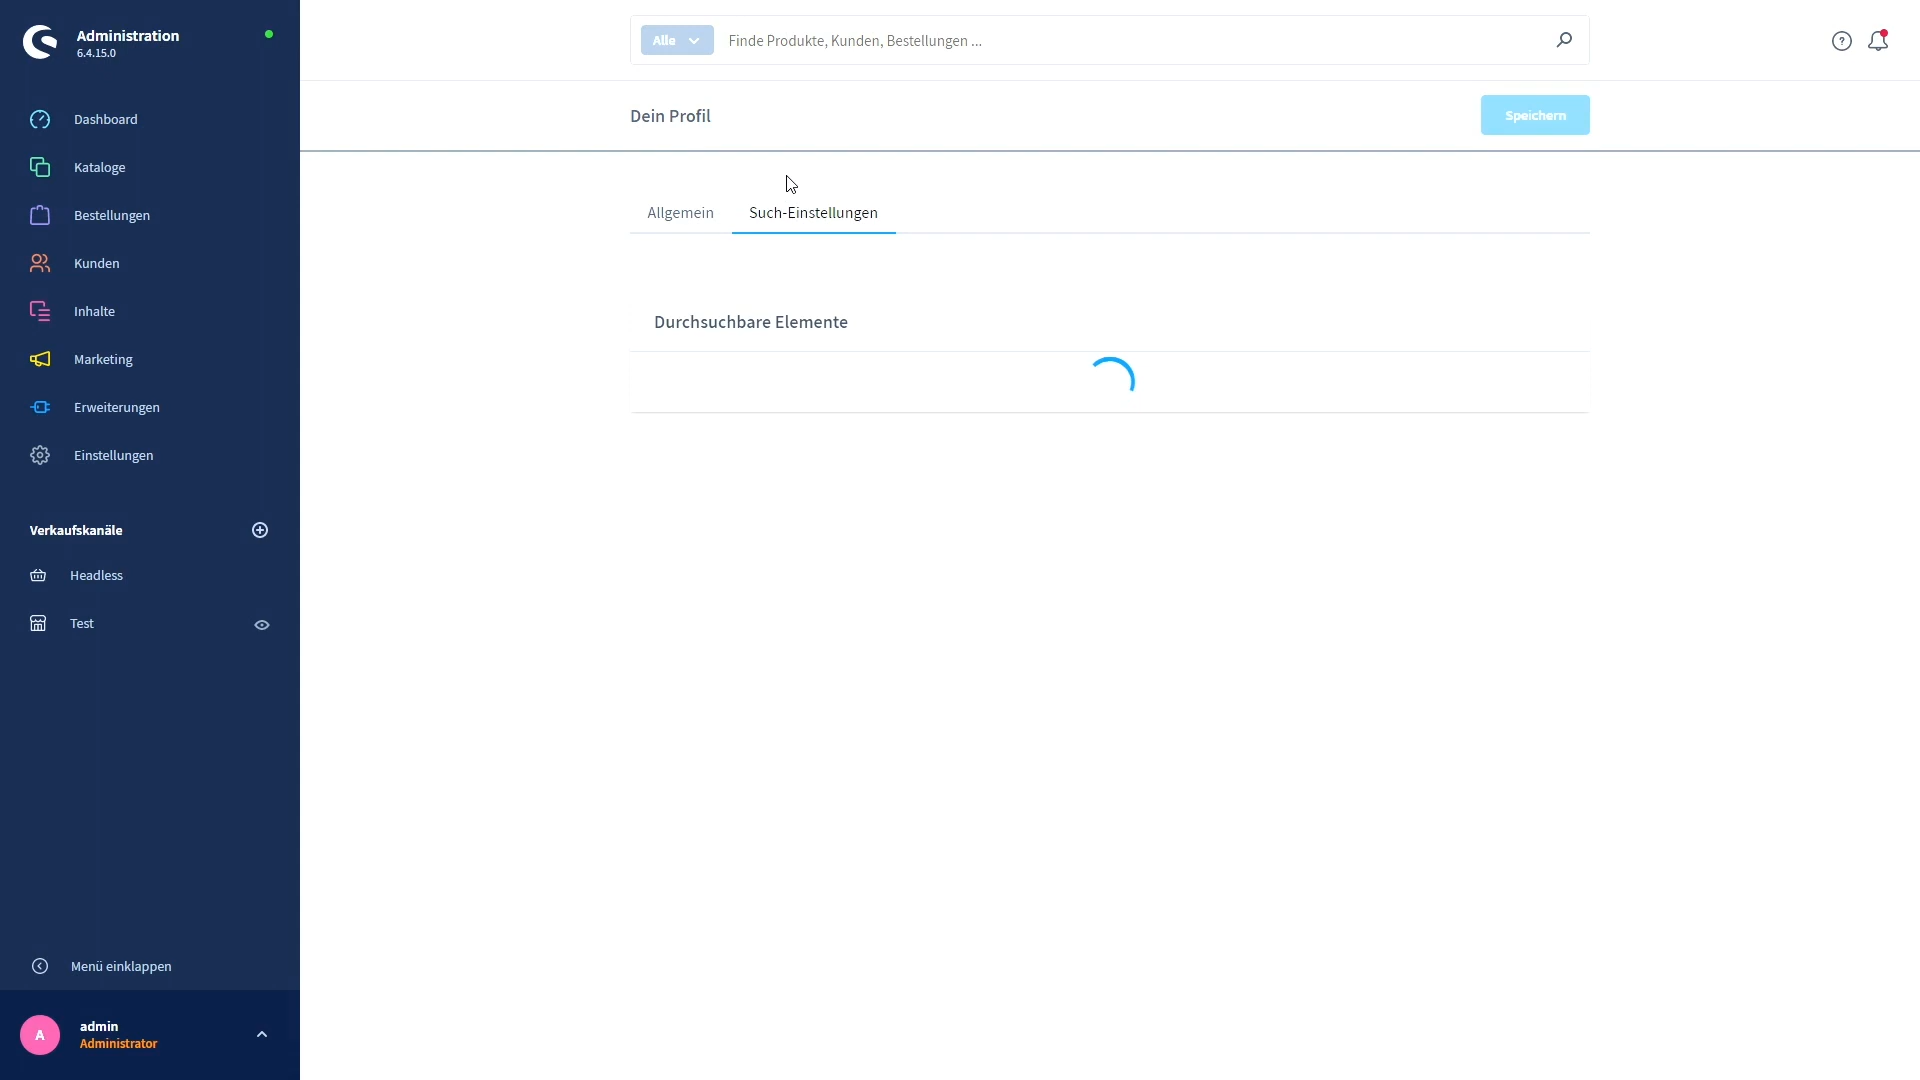 Administration
6.4.15.0
Alle
Finde Produkte, Kunden, Bestellungen ...
?
Dein Profil
Speichern
Dashboard
Kataloge
Bestellungen
Kunden
Inhalte
Marketing
Erweiterungen
Einstellungen
Allgemein
Such-Einstellungen
Durchsuchbare Elemente
Verkaufskanäle
Headless
Test
Menü einklappen
A
admin
Administrator